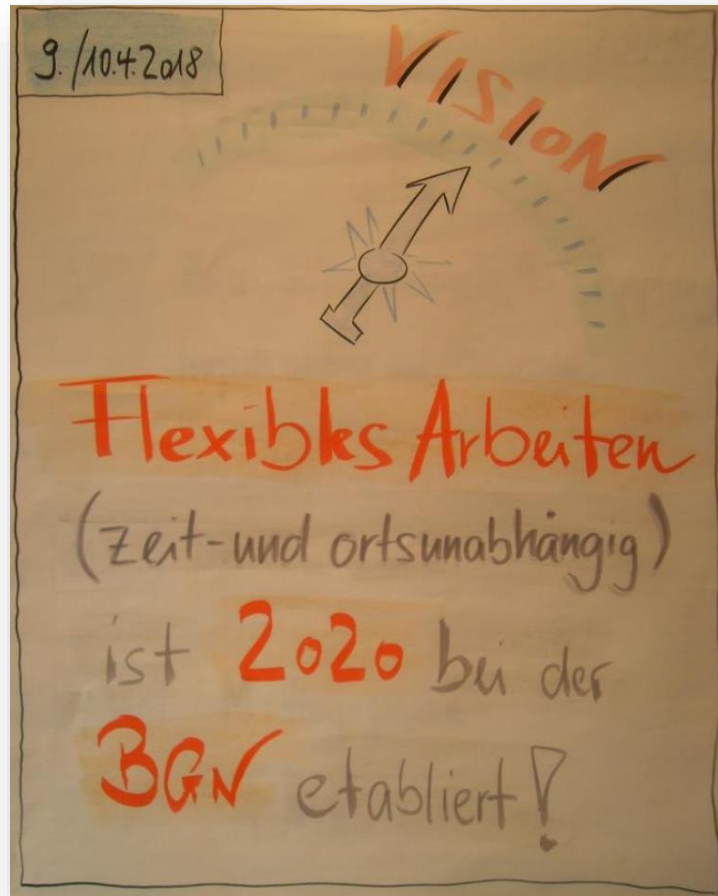 9./10.4.2018
VISION
Flexibles Arbeiten
(zeit-und ortsunabhängig)
ist 2020 bei der
BGN etabliert!